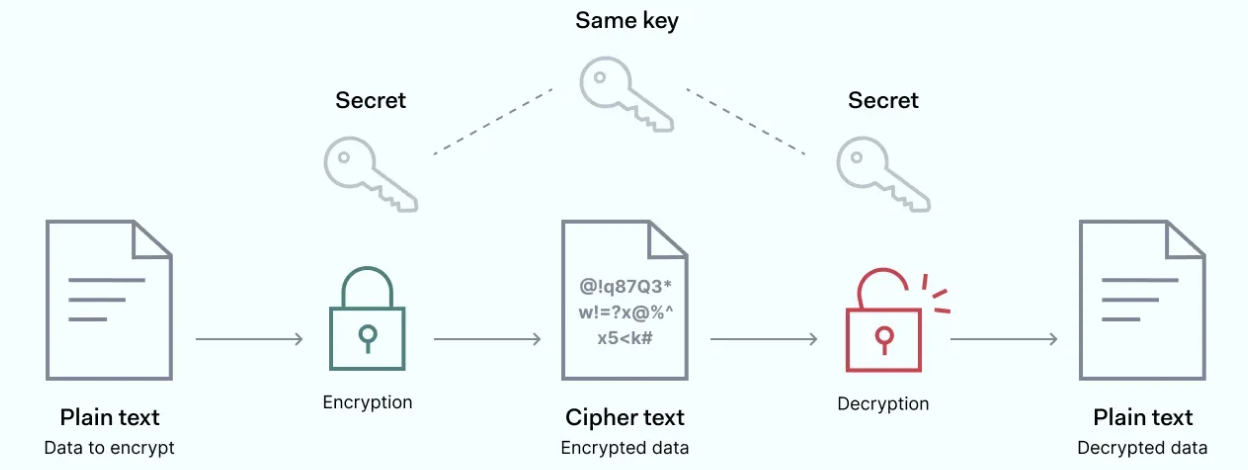 Same key
Secret
Secret
@!q87Q3*
w!=?x@%^
x5<k#
Encryption
Decryption
Plain text
Data to encrypt
Cipher text
Encrypted data
Plain text
Decrypted data